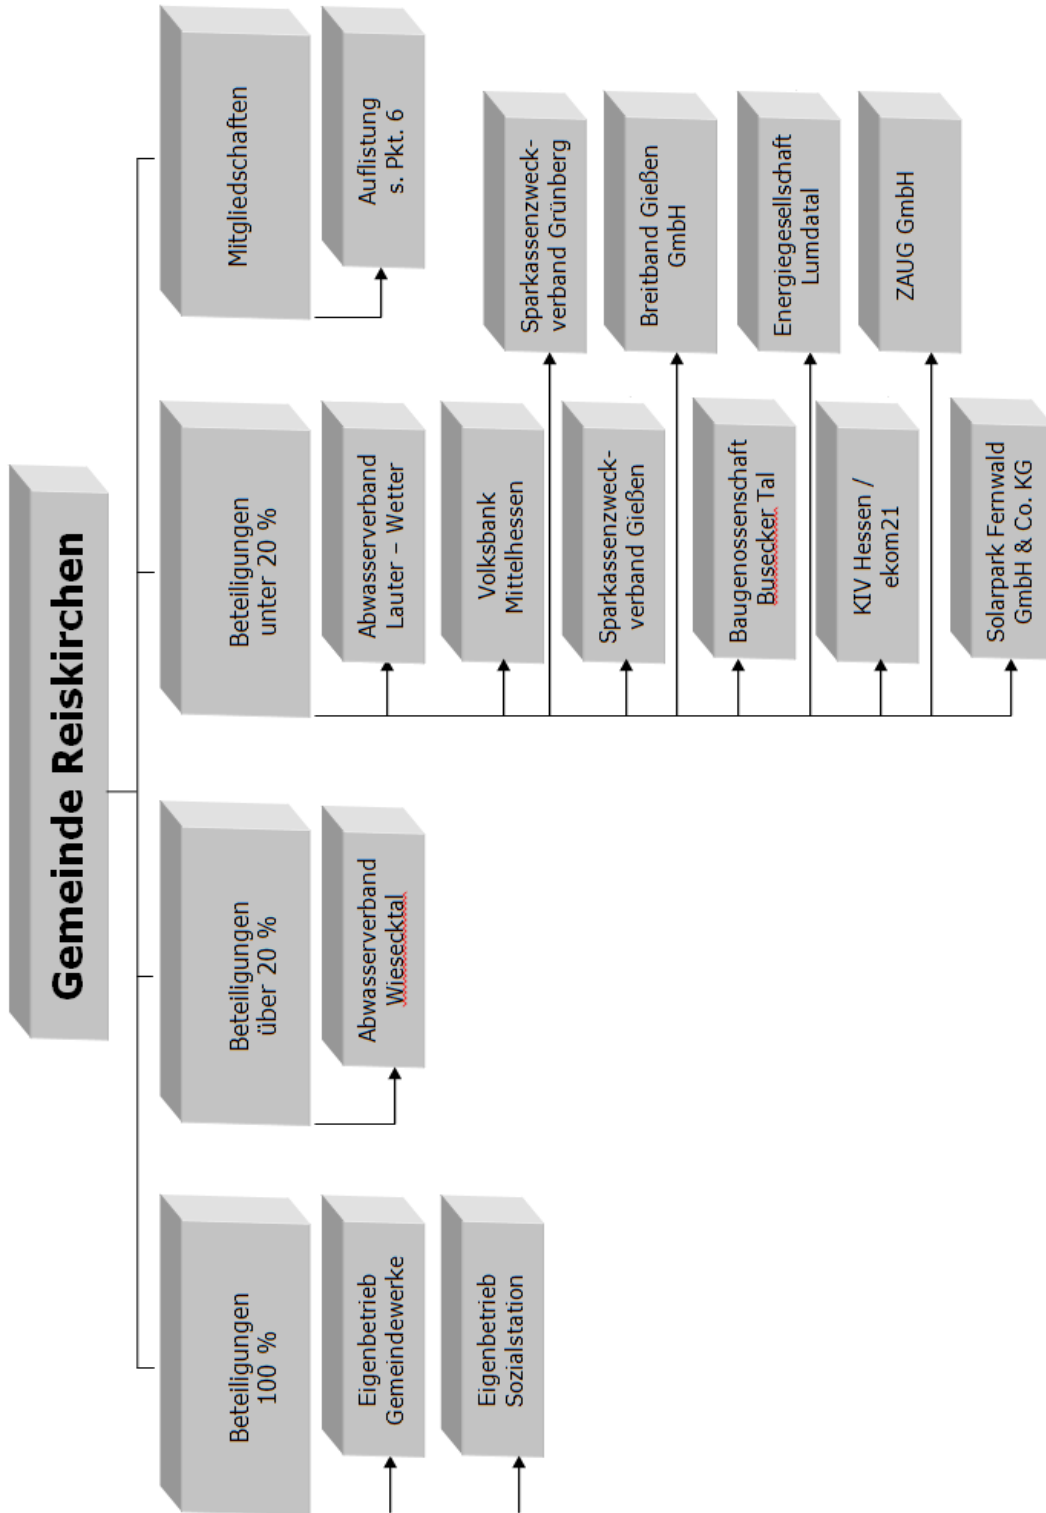 Gemeinde Reiskirchen
Beteiligungen
100 %
Eigenbetrieb
Gemeindewerke
Eigenbetrieb
Sozialstation
Beteiligungen
über 20 %
Abwasserverband
Wiesecktal
Beteiligungen
unter 20 %
Abwasserverband
Lauter – Wetter
Volksbank
Mittelhessen
Sparkassenzweck-
verband Gießen
Baugenossenschaft
Busecker Tal
KIV Hessen /
ekom21
Solarpark Fernwald
GmbH & Co. KG
Sparkassenzweck-
verband Grünberg
Breitband Gießen
GmbH
Energiegesellschaft
Lumdatal
ZAUG GmbH
Mitgliedschaften
Auflistung
s. Pkt. 6